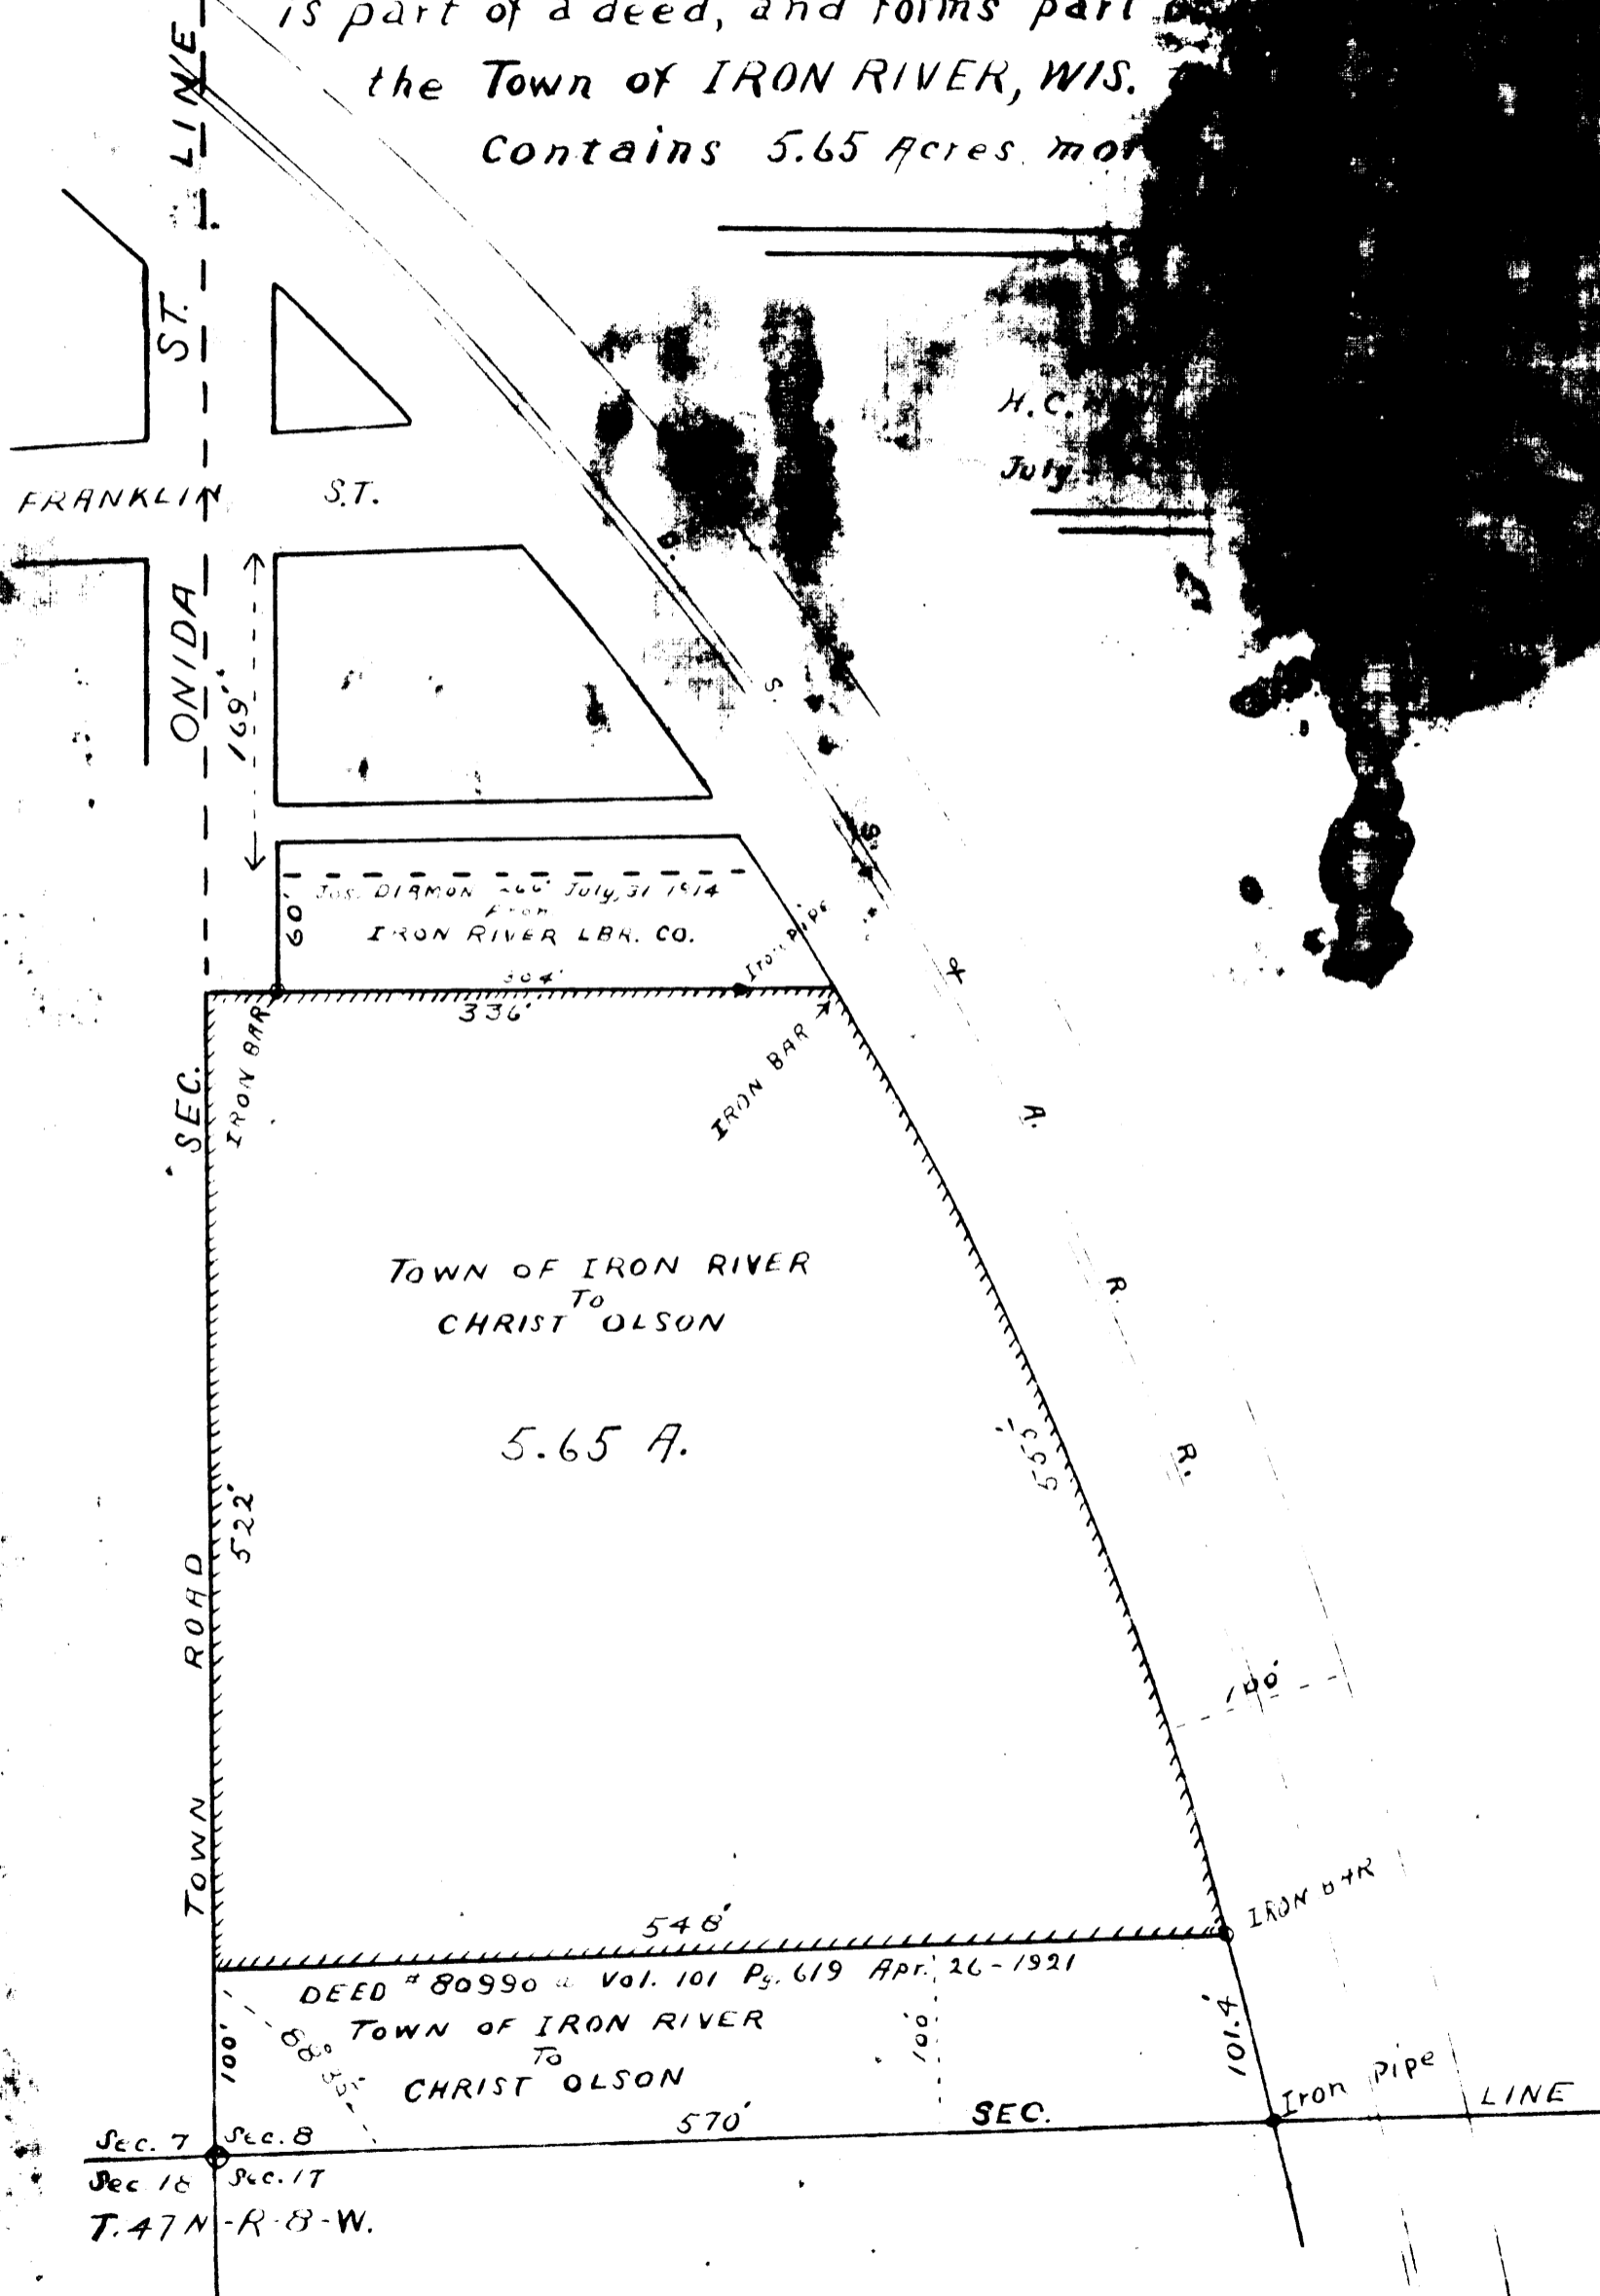 is part of a deed, and forms part
the Town of IRON RIVER, WIS.
Contains 5.65 Acres
H.C.
July
ST. LINE
FRANKLIN ST.
ONIDA
169'
60'
Jos. DIAMON July, 31 1914
From
IRON RIVER LBR. CO.
304'
336'
Iron pipe
IRON BAR
IRON BAR
SEC.
D. S. S. & A. R. R.
TOWN OF IRON RIVER
TO
CHRIST OLSON
5.65 A.
522'
555'
TOWN ROAD
100'
548'
IRON BAR
DEED # 80990 Vol. 101 Pg. 619 Apr. 26-1921
TOWN OF IRON RIVER
TO
CHRIST OLSON
100'
88°
100'
101.4'
570'
SEC. LINE
Iron pipe
Sec. 7 Sec. 8
Sec 18 Sec. 17
T.47N-R-8-W.